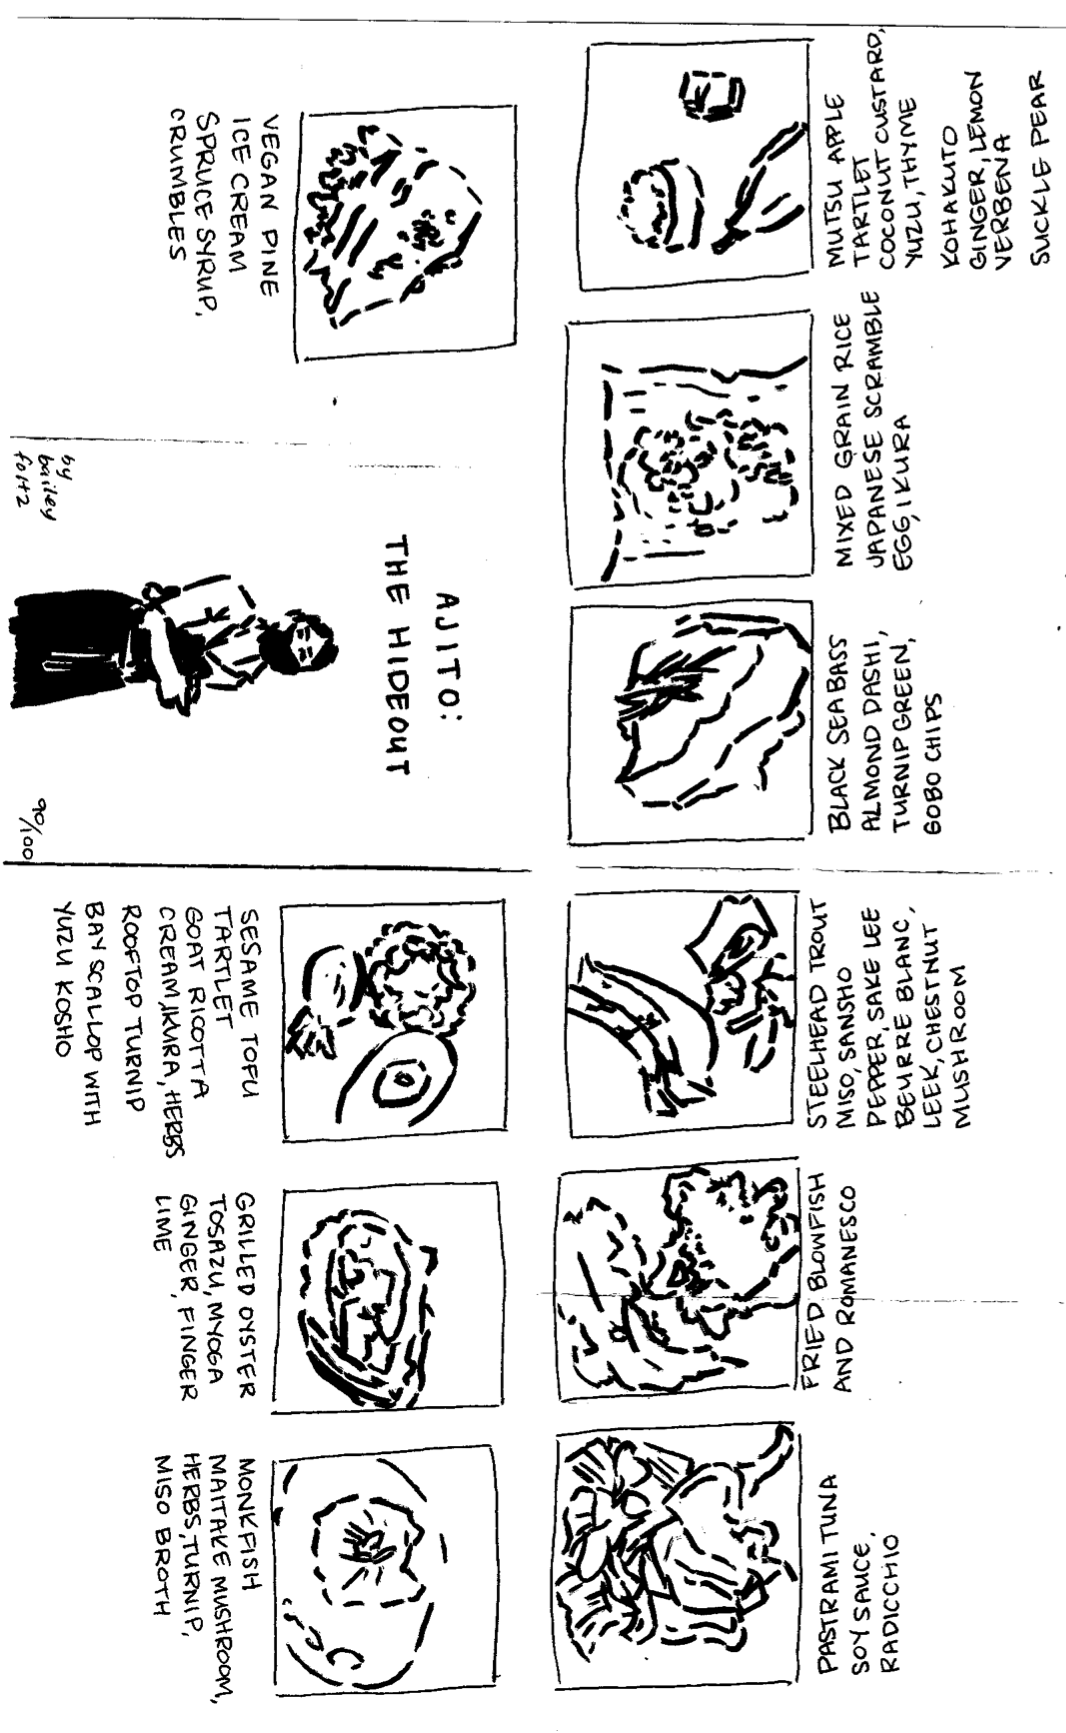 AJITO:
THE HIDEOUT
by
bailey
foltz
90/100
SESAME TOFU
TARTLET
GOAT RICOTTA
CREAM, IKURA, HERBS
ROOFTOP TURNIP
BAY SCALLOP WITH
YUZU KOSHO
GRILLED OYSTER
TOSAZU, MYOGA
GINGER, FINGER
LIME
MONKFISH
MAITAKE MUSHROOM,
HERBS, TURNIP,
MISO BROTH
PASTRAMI TUNA
SOY SAUCE,
RADICCHIO
FRIED BLOWFISH
AND ROMANESCO
STEELHEAD TROUT
MISO, SANSHO
PEPPER, SAKE LEE
BEURRE BLANC,
LEEK, CHESTNUT
MUSHROOM
BLACK SEA BASS
ALMOND DASHI,
TURNIP GREEN,
GOBO CHIPS
MIXED GRAIN RICE
JAPANESE SCRAMBLE
EGG, IKURA
MUTSU APPLE
TARTLET
COCONUT CUSTARD,
YUZU, THYME
KOHAKUTO
GINGER, LEMON
VERBENA
SUCKLE PEAR
VEGAN PINE
ICE CREAM
SPRUCE SYRUP,
CRUMBLES